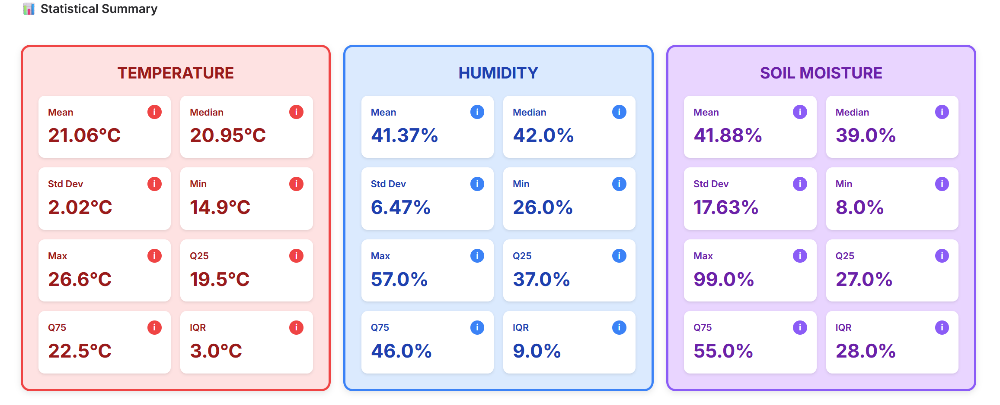 📊 Statistical Summary
TEMPERATURE
Mean i
21.06°C
Median i
20.95°C
Std Dev i
2.02°C
Min i
14.9°C
Max i
26.6°C
Q25 i
19.5°C
Q75 i
22.5°C
IQR i
3.0°C
HUMIDITY
Mean i
41.37%
Median i
42.0%
Std Dev i
6.47%
Min i
26.0%
Max i
57.0%
Q25 i
37.0%
Q75 i
46.0%
IQR i
9.0%
SOIL MOISTURE
Mean i
41.88%
Median i
39.0%
Std Dev i
17.63%
Min i
8.0%
Max i
99.0%
Q25 i
27.0%
Q75 i
55.0%
IQR i
28.0%